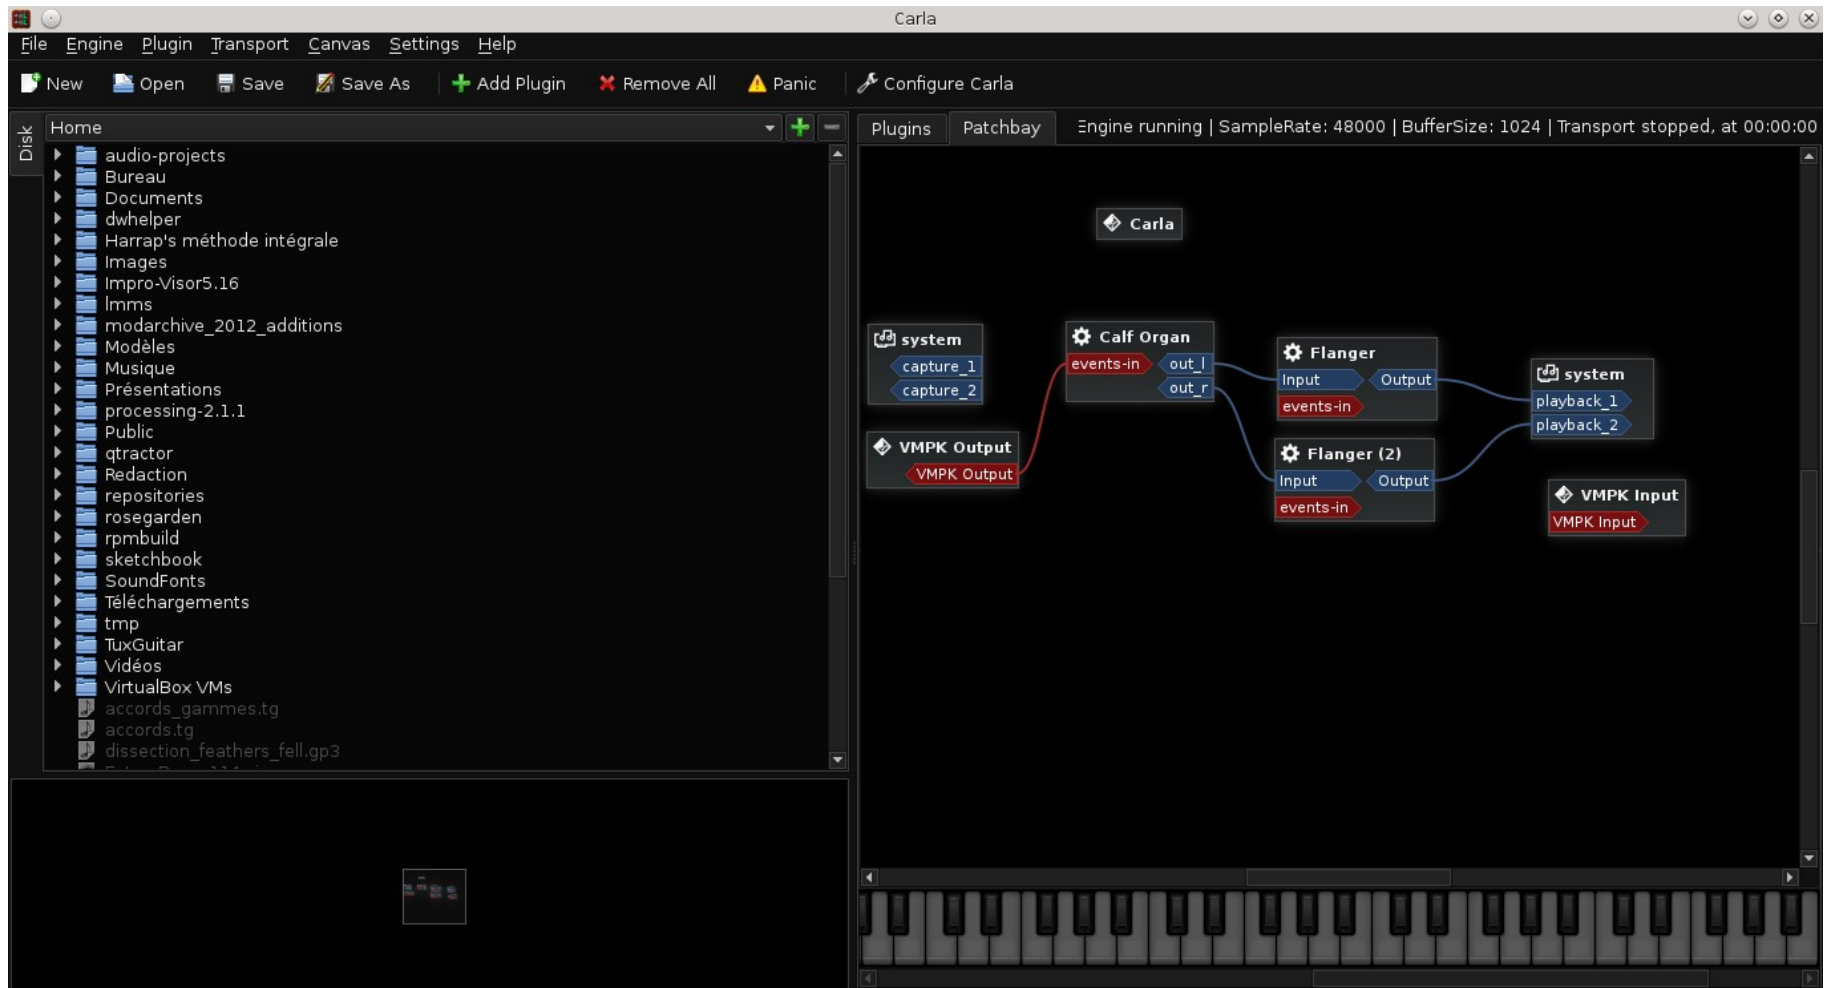 Carla
File Engine Plugin Transport Canvas Settings Help
New Open Save Save As Add Plugin Remove All Panic Configure Carla
Disk
Home
audio-projects
Bureau
Documents
dwhelper
Harrap's méthode intégrale
Images
Impro-Visor5.16
lmms
modarchive_2012_additions
Modèles
Musique
Présentations
processing-2.1.1
Public
qtractor
Redaction
repositories
rosegarden
rpmbuild
sketchbook
SoundFonts
Téléchargements
tmp
TuxGuitar
Vidéos
VirtualBox VMs
accords_gammes.tg
accords.tg
dissection_feathers_fell.gp3
Plugins Patchbay Engine running | SampleRate: 48000 | BufferSize: 1024 | Transport stopped, at 00:00:00
Carla
system
capture_1
capture_2
VMPK Output
VMPK Output
Calf Organ
events-in out_l
out_r
Flanger
Input Output
events-in
Flanger (2)
Input Output
events-in
system
playback_1
playback_2
VMPK Input
VMPK Input